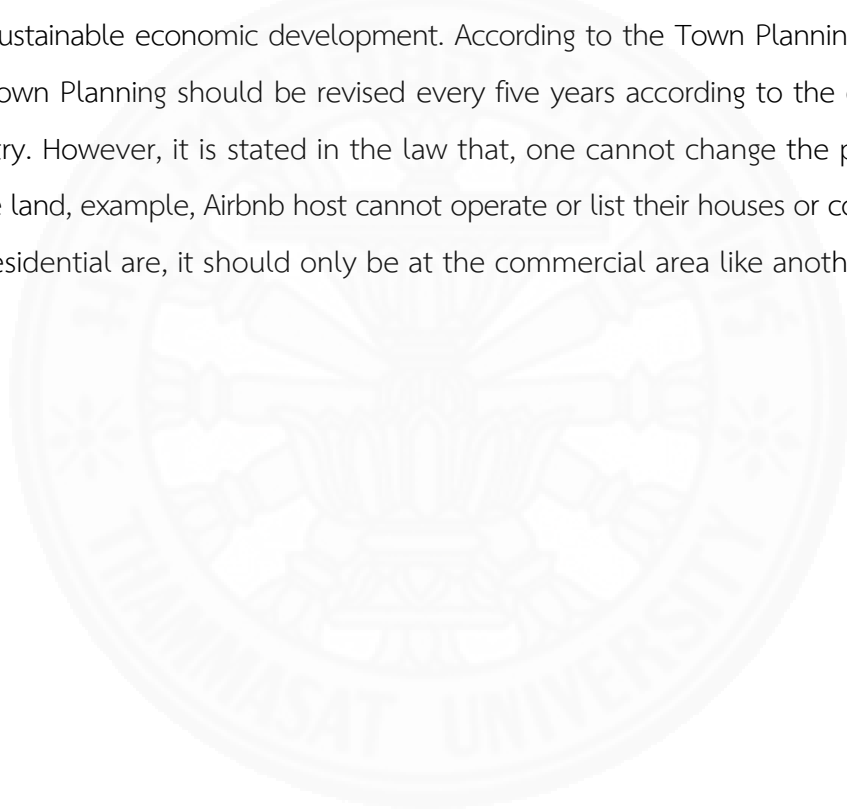 ustainable economic development. According to the Town Plannin
own Planning should be revised every five years according to the
ry. However, it is stated in the law that, one cannot change the p
land, example, Airbnb host cannot operate or list their houses or co
esidential are, it should only be at the commercial area like anoth
THAMMASAT UNIVERSITY